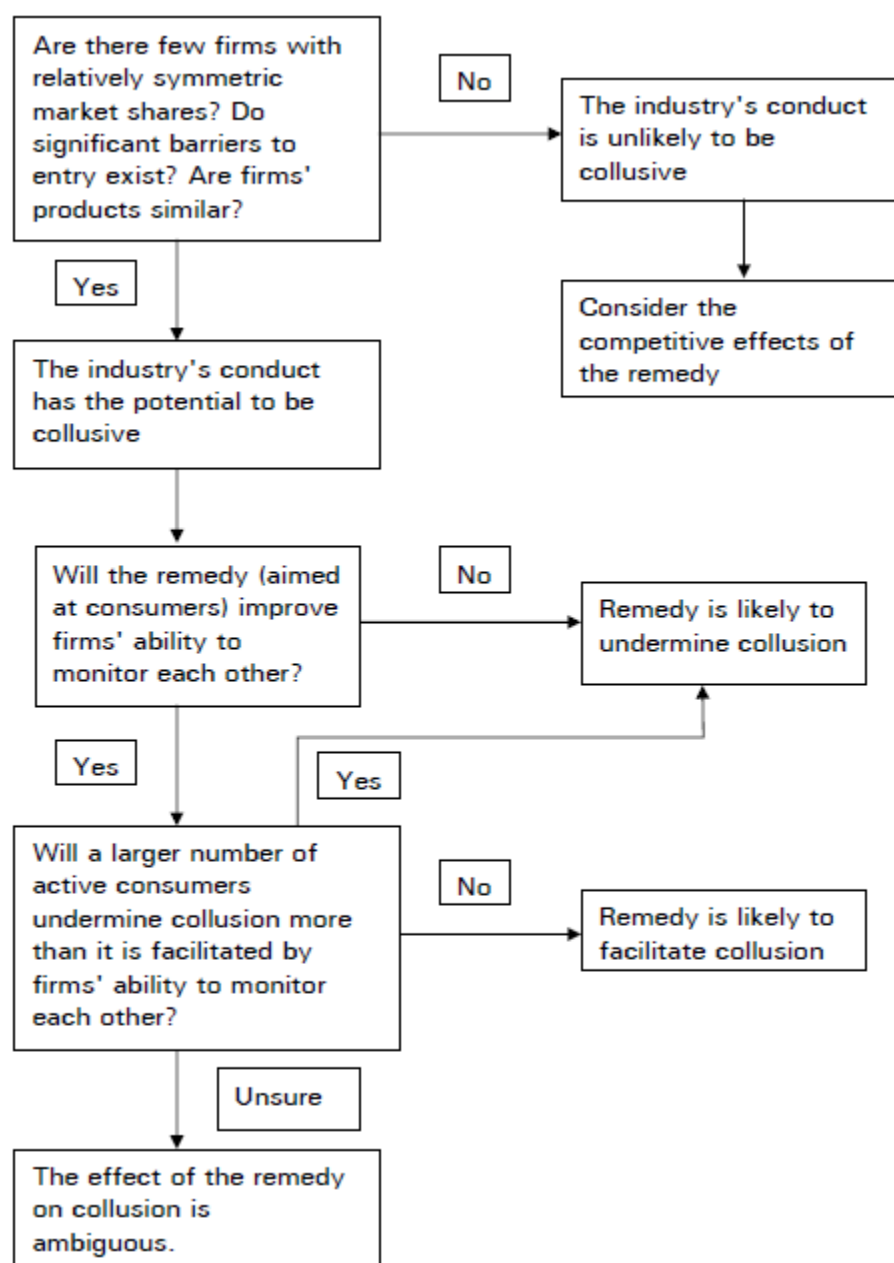 Are there few firms with
relatively symmetric
market shares? Do
significant barriers to
entry exist? Are firms'
products similar?
No
The industry's conduct
is unlikely to be
collusive
Yes
Consider the
competitive effects of
the remedy
The industry's conduct
has the potential to be
collusive
Will the remedy (aimed
at consumers) improve
firms' ability to
monitor each other?
No
Remedy is likely to
undermine collusion
Yes
Yes
Will a larger number of
active consumers
undermine collusion more
than it is facilitated by
firms' ability to monitor
each other?
No
Remedy is likely to
facilitate collusion
Unsure
The effect of the remedy
on collusion is
ambiguous.